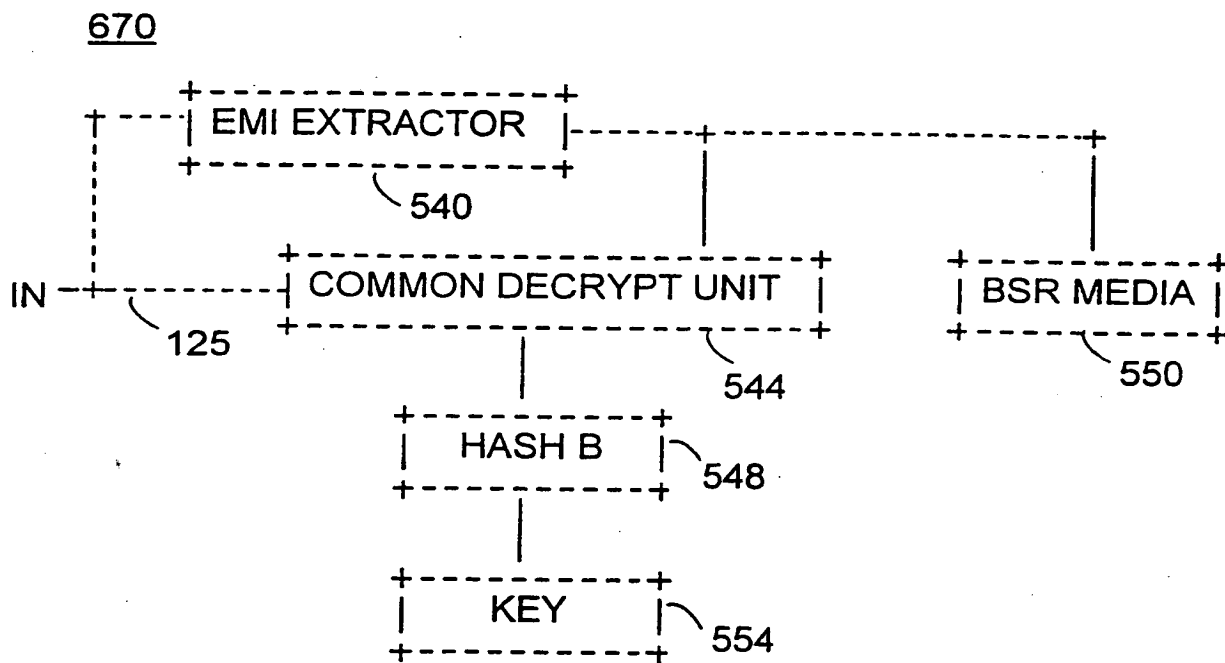 670
EMI EXTRACTOR
540
IN
COMMON DECRYPT UNIT
BSR MEDIA
125
544
550
HASH B
548
KEY
554